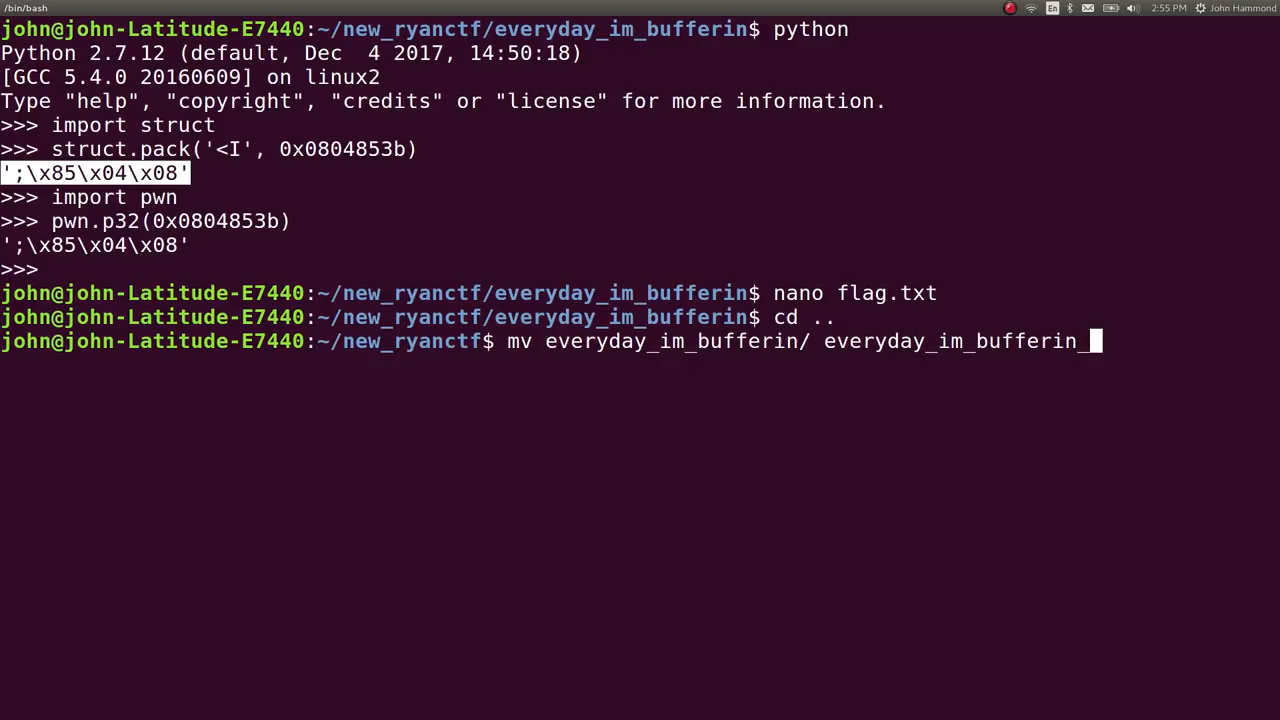 /bin/bash
En
2:55 PM
John Hammond
john@john-Latitude-E7440:~/new_ryanctf/everyday_im_bufferin$ python
Python 2.7.12 (default, Dec  4 2017, 14:50:18)
[GCC 5.4.0 20160609] on linux2
Type "help", "copyright", "credits" or "license" for more information.
>>> import struct
>>> struct.pack('<I', 0x0804853b)
';\x85\x04\x08'
>>> import pwn
>>> pwn.p32(0x0804853b)
';\x85\x04\x08'
>>>
john@john-Latitude-E7440:~/new_ryanctf/everyday_im_bufferin$ nano flag.txt
john@john-Latitude-E7440:~/new_ryanctf/everyday_im_bufferin$ cd ..
john@john-Latitude-E7440:~/new_ryanctf$ mv everyday_im_bufferin/ everyday_im_bufferin_